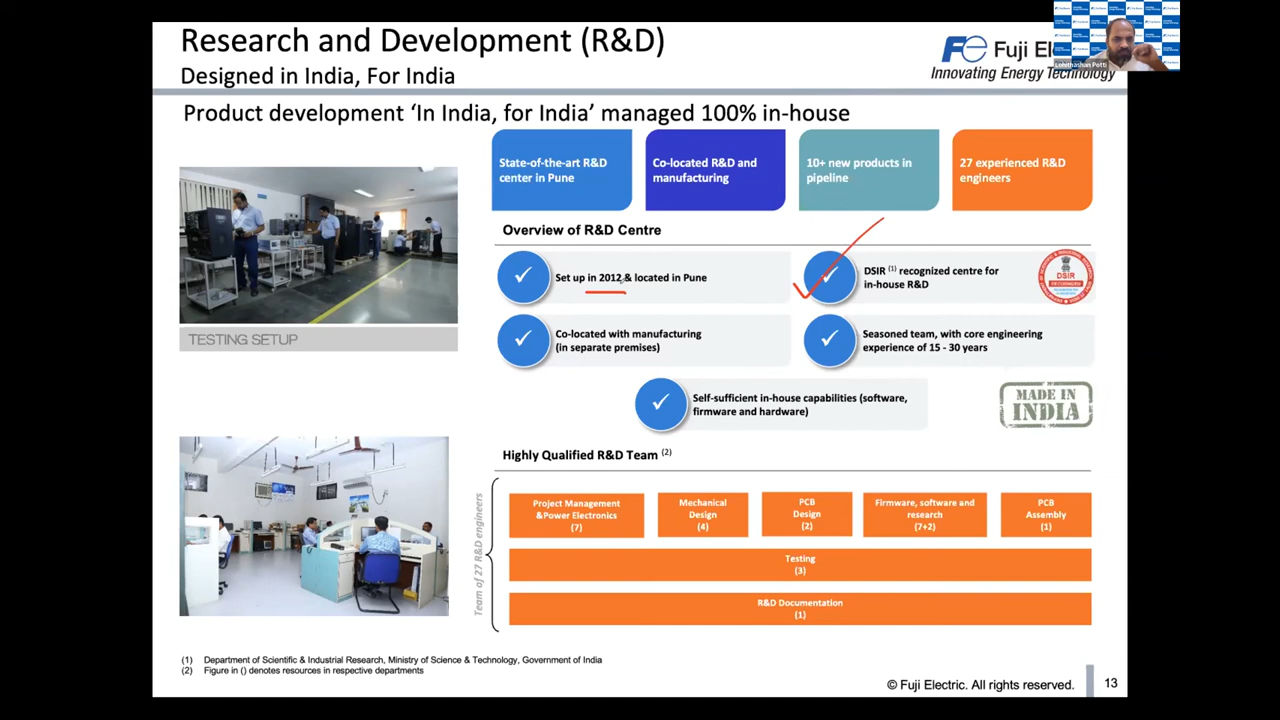 Research and Development (R&D)
Designed in India, For India
Fuji Ele
Innovating Energy Technology
Product development ‘In India, for India’ managed 100% in-house
State-of-the-art R&D
center in Pune
Co-located R&D and
manufacturing
10+ new products in
pipeline
27 experienced R&D
engineers
TESTING SETUP
Overview of R&D Centre
Set up in 2012 & located in Pune
DSIR (1) recognized centre for
in-house R&D
DSIR
Co-located with manufacturing
(in separate premises)
Seasoned team, with core engineering
experience of 15 - 30 years
Self-sufficient in-house capabilities (software,
firmware and hardware)
MADE IN
INDIA
Highly Qualified R&D Team (2)
Team of 27 R&D engineers
Project Management
&Power Electronics
(7)
Mechanical
Design
(4)
PCB
Design
(2)
Firmware, software and
research
(7+2)
PCB
Assembly
(1)
Testing
(3)
R&D Documentation
(1)
(1) Department of Scientific & Industrial Research, Ministry of Science & Technology, Government of India
(2) Figure in () denotes resources in respective departments
© Fuji Electric. All rights reserved.
13